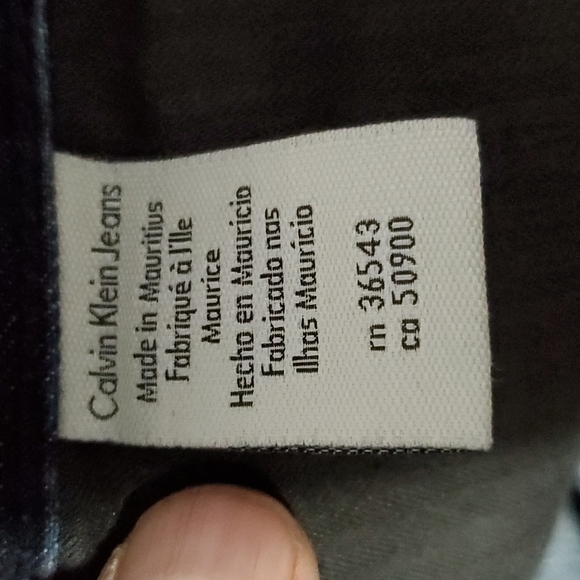 Calvin Klein Jeans
Made in Mauritius
Fabriqué à l'Ile
Maurice
Hecho en Mauricio
Fabricado nas
Ilhas Maurício
rn 36543
ca 50900